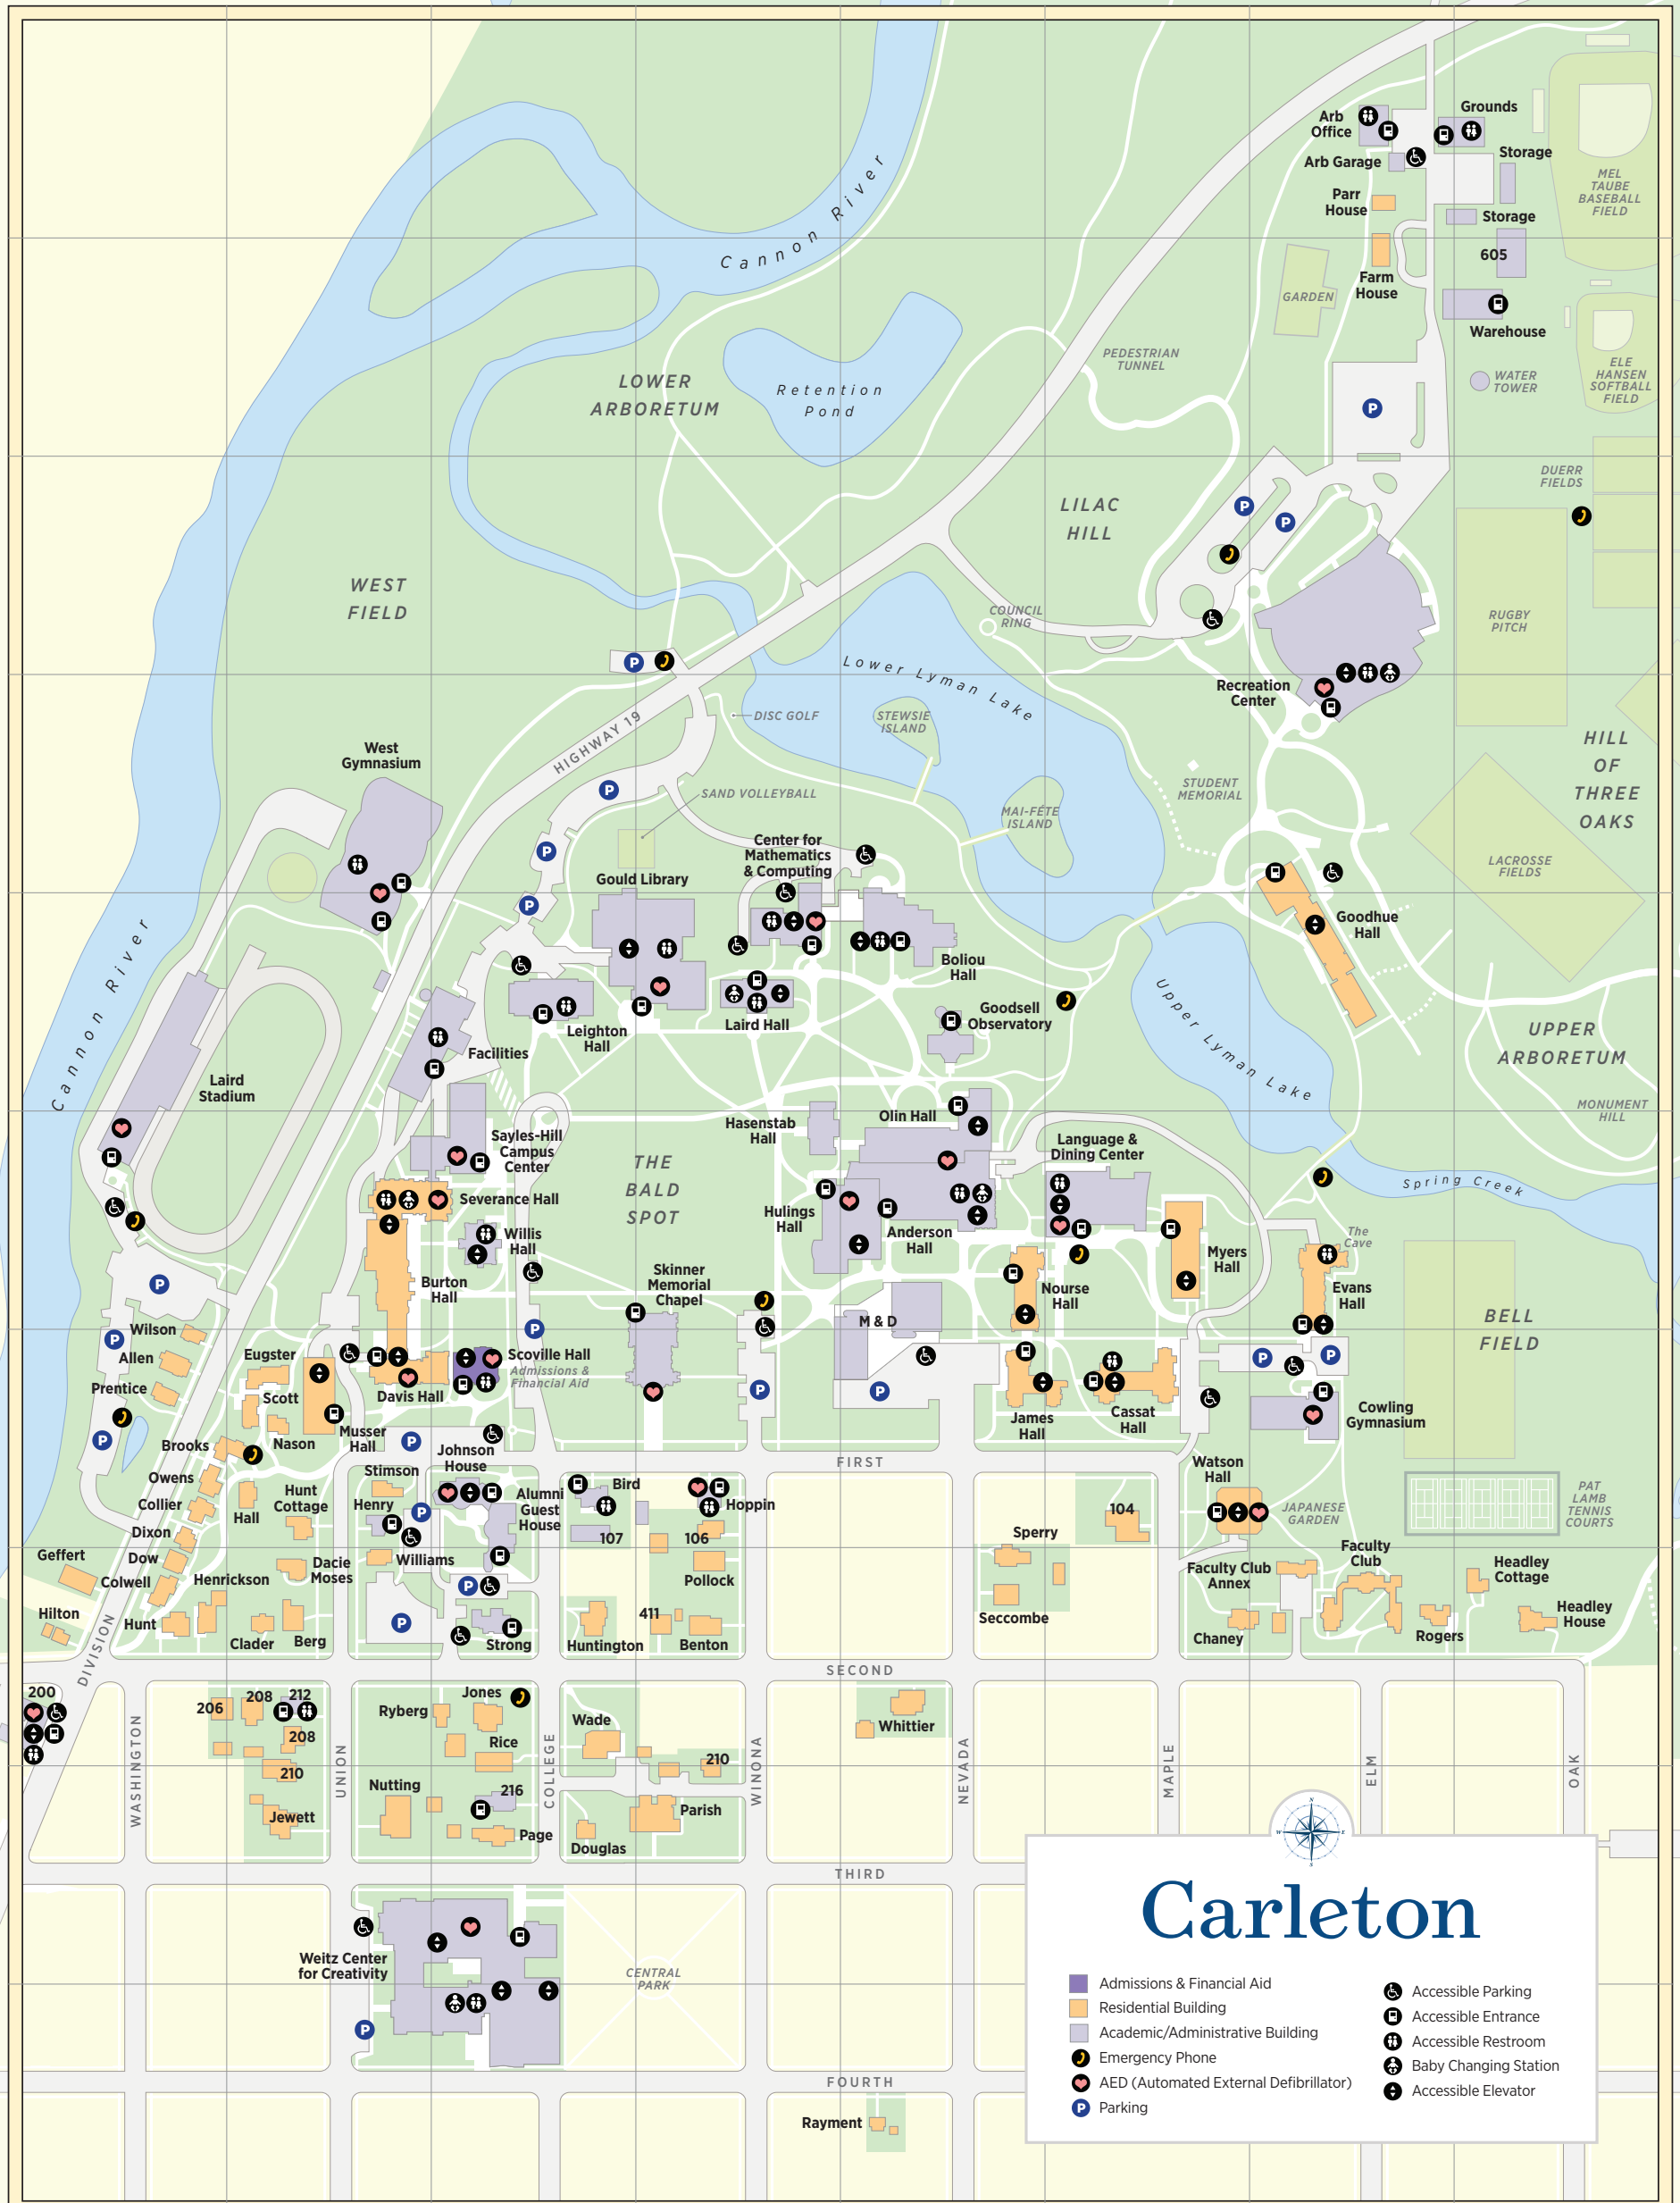 Cannon River
Arb
Office
Grounds
Arb Garage
Storage
Parr
House
Storage
605
Farm
House
Warehouse
GARDEN
MEL
TAUBE
BASEBALL
FIELD
PEDESTRIAN
TUNNEL
WATER
TOWER
ELE
HANSEN
SOFTBALL
FIELD
LOWER
ARBORETUM
Retention
Pond
P
DUERR
FIELDS
LILAC
HILL
P
P
WEST
FIELD
COUNCIL
RING
RUGBY
PITCH
P
Lower Lyman Lake
Recreation
Center
DISC GOLF
STEWSIE
ISLAND
HIGHWAY 19
West
Gymnasium
P
SAND VOLLEYBALL
STUDENT
MEMORIAL
HILL
OF
THREE
OAKS
MAI-FÉTE
ISLAND
P
Center for
Mathematics
& Computing
Gould Library
LACROSSE
FIELDS
P
Goodhue
Hall
Cannon River
Boliou
Hall
Leighton
Hall
Laird Hall
Goodsell
Observatory
Upper Lyman Lake
UPPER
ARBORETUM
Facilities
Laird
Stadium
MONUMENT
HILL
Hasenstab
Hall
Olin Hall
Sayles-Hill
Campus
Center
THE
BALD
SPOT
Language &
Dining Center
Spring Creek
Severance Hall
Hulings
Hall
Anderson
Hall
Willis
Hall
The
Cave
Myers
Hall
Burton
Hall
Skinner
Memorial
Chapel
Nourse
Hall
Evans
Hall
P
P
P
Wilson
M & D
BELL
FIELD
Allen
Eugster
Scoville Hall
Admissions &
Financial Aid
P
P
Prentice
Scott
Davis Hall
P
P
James
Hall
Cassat
Hall
Cowling
Gymnasium
P
Brooks
Nason
Musser
Hall
P
Johnson
House
FIRST
Watson
Hall
Owens
Stimson
Bird
Collier
Hall
Hunt
Cottage
Henry
P
Alumni
Guest
House
Hoppin
104
JAPANESE
GARDEN
PAT
LAMB
TENNIS
COURTS
Dixon
107
106
Sperry
Geffert
Dow
Dacie
Moses
Williams
Faculty
Club
Faculty Club
Annex
Headley
Cottage
Colwell
Henrickson
P
Pollock
Hilton
Hunt
Clader
Berg
P
Strong
Huntington
411
Benton
Seccombe
Chaney
Rogers
Headley
House
DIVISION
SECOND
200
206
208
212
Ryberg
Jones
Wade
Whittier
208
Rice
210
210
WASHINGTON
UNION
COLLEGE
WINONA
NEVADA
MAPLE
ELM
OAK
Nutting
216
Jewett
Page
Douglas
Parish
THIRD
N
W
E
S
Carleton
Weitz Center
for Creativity
CENTRAL
PARK
P
Admissions & Financial Aid
Residential Building
Academic/Administrative Building
Emergency Phone
AED (Automated External Defibrillator)
P Parking
Accessible Parking
Accessible Entrance
Accessible Restroom
Baby Changing Station
Accessible Elevator
FOURTH
Rayment